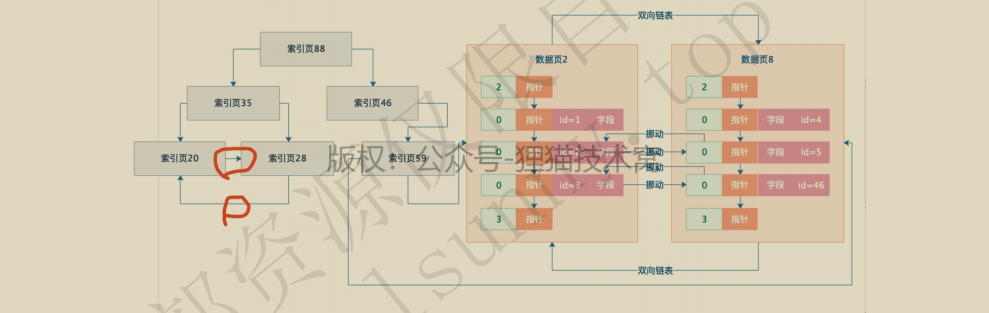 双向链表
索引页88
数据页2
数据页8
2 指针
2 指针
索引页35
索引页46
0 指针 id=1 字段
0 指针 字段 id=4
挪动
索引页20
索引页28
索引页59
0 指针
挪动
0 指针 字段 id=5
版权：公众号-狸猫技术窝
挪动
0 指针 id=3 字段
挪动
0 指针 字段 id=46
P
3 指针
3 指针
双向链表
部资源仅限自
1sunny.top